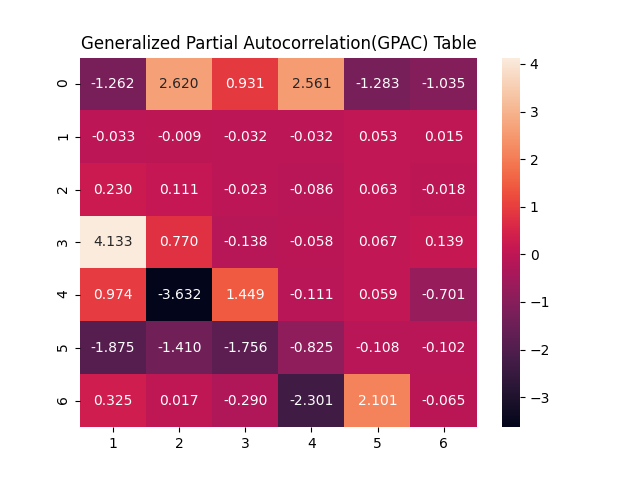 Generalized Partial Autocorrelation(GPAC) Table
0 -1.262 2.620 0.931 2.561 -1.283 -1.035
1 -0.033 -0.009 -0.032 -0.032 0.053 0.015
2 0.230 0.111 -0.023 -0.086 0.063 -0.018
3 4.133 0.770 -0.138 -0.058 0.067 0.139
4 0.974 -3.632 1.449 -0.111 0.059 -0.701
5 -1.875 -1.410 -1.756 -0.825 -0.108 -0.102
6 0.325 0.017 -0.290 -2.301 2.101 -0.065
1 2 3 4 5 6
4
3
2
1
0
−1
−2
−3